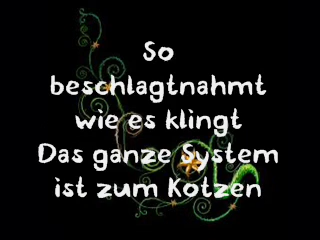 So
beschlagtnahmt
wie es klingt
Das ganze System
ist zum Kotzen